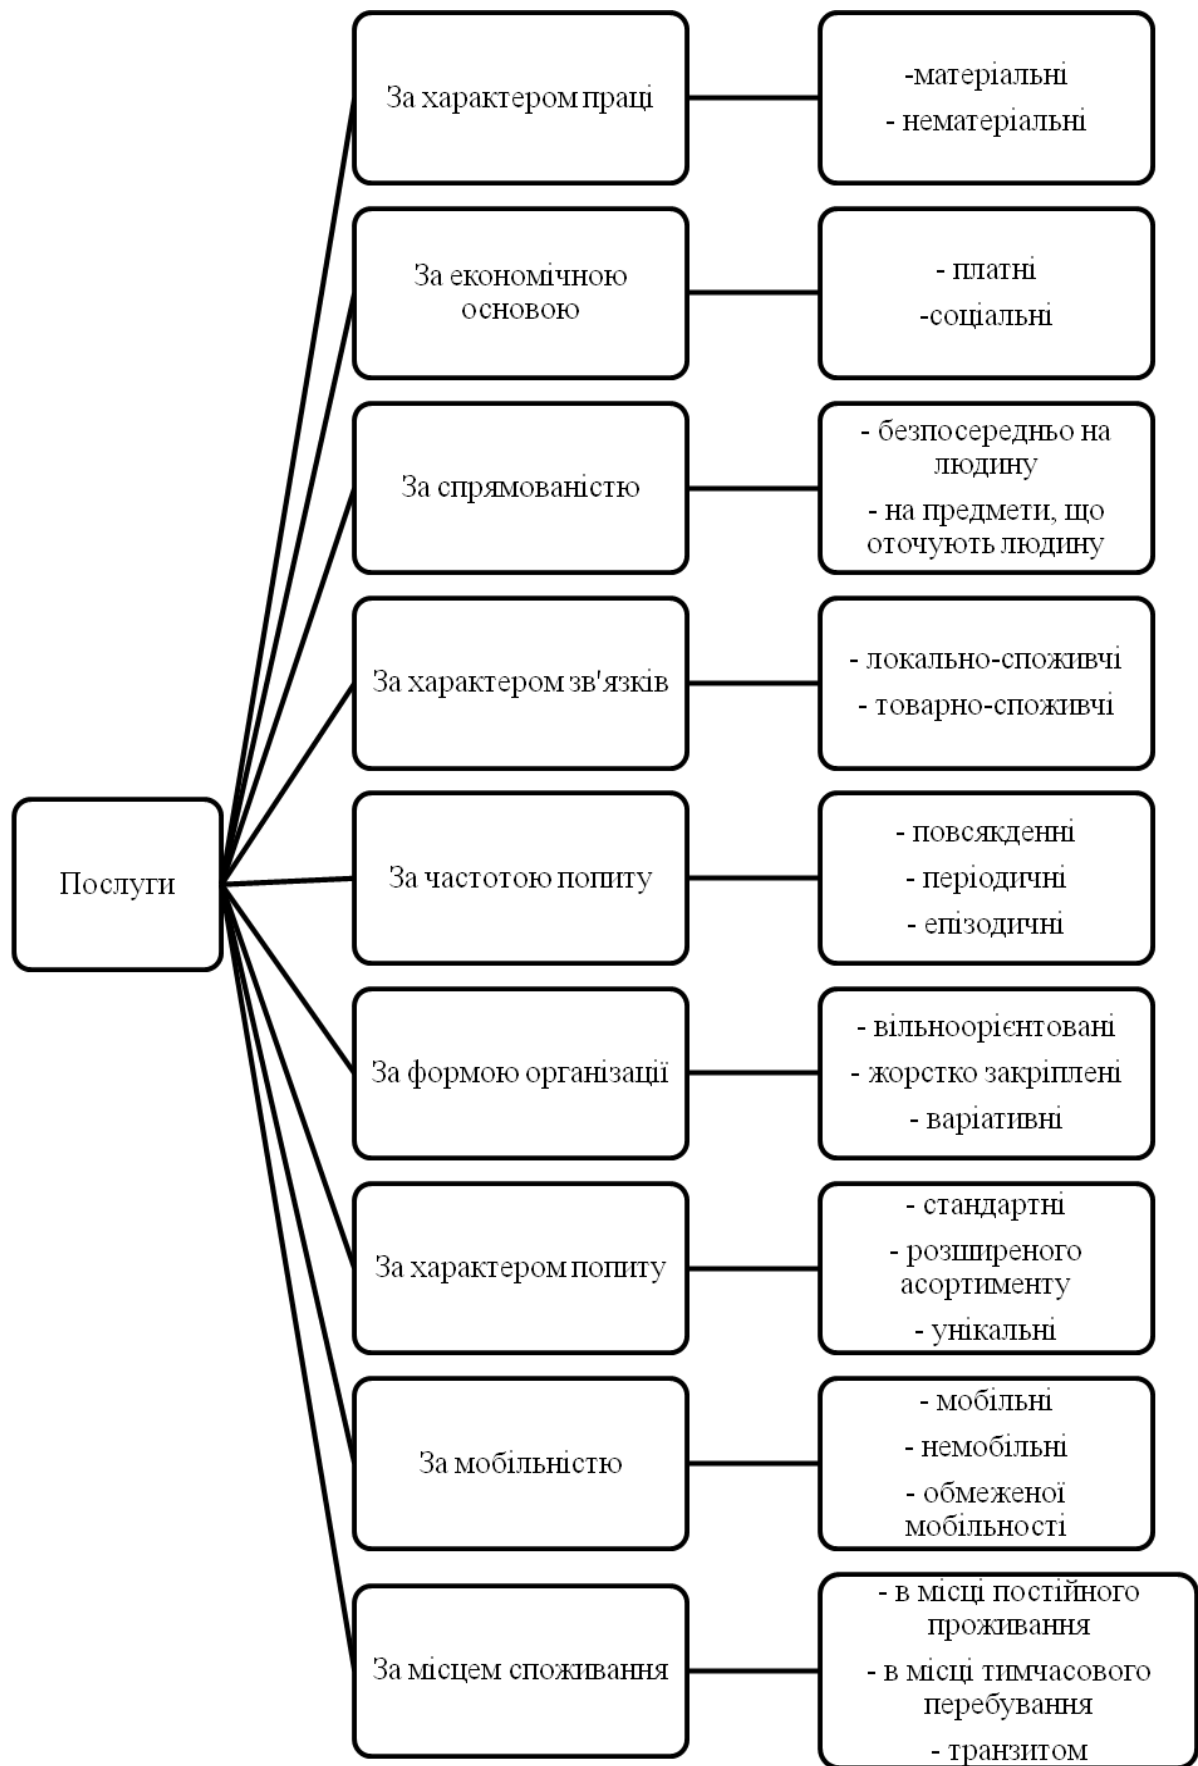 За характером праці
-матеріальні
- нематеріальні
За економічною
основою
- платні
-соціальні
За спрямованістю
- безпосередньо на
людину
- на предмети, що
оточують людину
За характером зв'язків
- локально-споживчі
- товарно-споживчі
Послуги
За частотою попиту
- повсякденні
- періодичні
- епізодичні
За формою організації
- вільноорієнтовані
- жорстко закріплені
- варіативні
За характером попиту
- стандартні
- розширеного
асортименту
- унікальні
За мобільністю
- мобільні
- немобільні
- обмеженої
мобільності
За місцем споживання
- в місці постійного
проживання
- в місці тимчасового
перебування
- транзитом